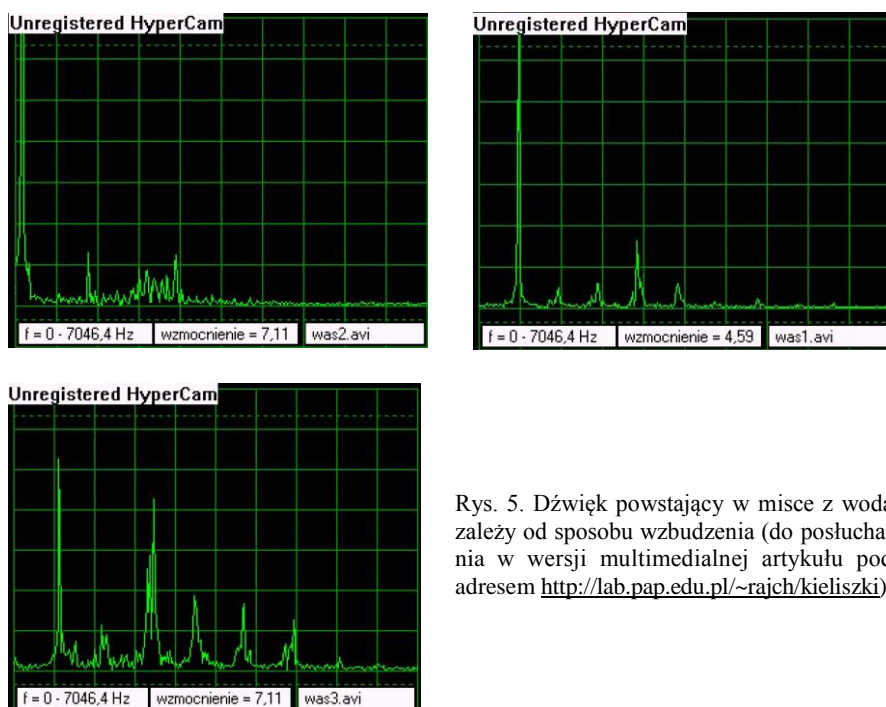 Unregistered HyperCam
f = 0 - 7046,4 Hz wzmocnienie = 7,11 was2.avi
Unregistered HyperCam
f = 0 - 7046,4 Hz wzmocnienie = 4,59 was1.avi
Unregistered HyperCam
f = 0 - 7046,4 Hz wzmocnienie = 7,11 was3.avi
Rys. 5. Dźwięk powstający w misce z wodą
zależy od sposobu wzbudzenia (do posłucha-
nia w wersji multimedialnej artykułu pod
adresem http://lab.pap.edu.pl/~rajch/kieliszki)